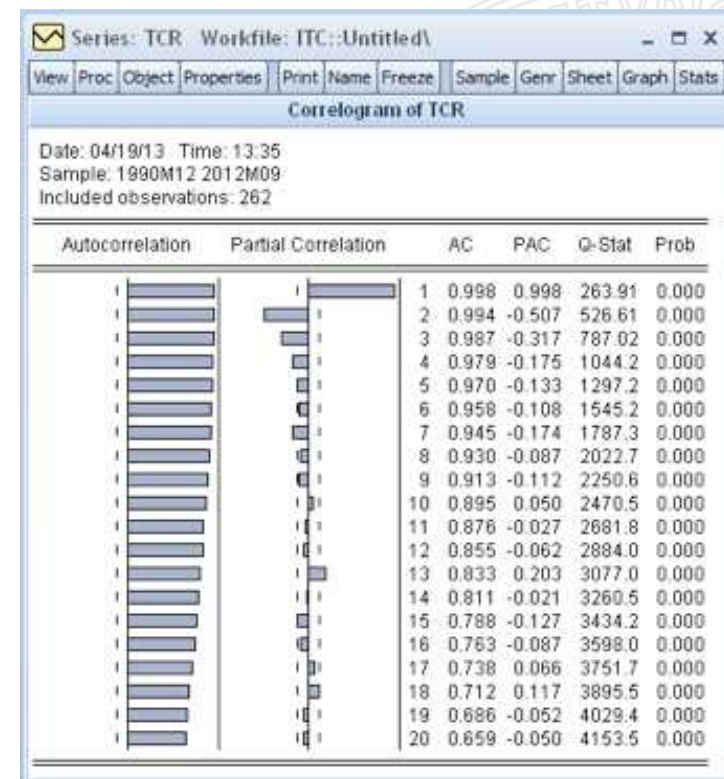 Series: TCR Workfile: ITC::Untitled\
View Proc Object Properties Print Name Freeze Sample Genr Sheet Graph Stats
Correlogram of TCR
Date: 04/19/13 Time: 13:35
Sample: 1990M12 2012M09
Included observations: 262
Autocorrelation Partial Correlation AC PAC Q-Stat Prob
1 0.998 0.998 263.91 0.000
2 0.994 -0.507 526.61 0.000
3 0.987 -0.317 787.02 0.000
4 0.979 -0.175 1044.2 0.000
5 0.970 -0.133 1297.2 0.000
6 0.958 -0.108 1545.2 0.000
7 0.945 -0.174 1787.3 0.000
8 0.930 -0.087 2022.7 0.000
9 0.913 -0.112 2250.6 0.000
10 0.895 0.050 2470.5 0.000
11 0.876 -0.027 2681.8 0.000
12 0.855 -0.062 2884.0 0.000
13 0.833 0.203 3077.0 0.000
14 0.811 -0.021 3260.5 0.000
15 0.788 -0.127 3434.2 0.000
16 0.763 -0.087 3598.0 0.000
17 0.738 0.066 3751.7 0.000
18 0.712 0.117 3895.5 0.000
19 0.686 -0.052 4029.4 0.000
20 0.659 -0.050 4153.5 0.000